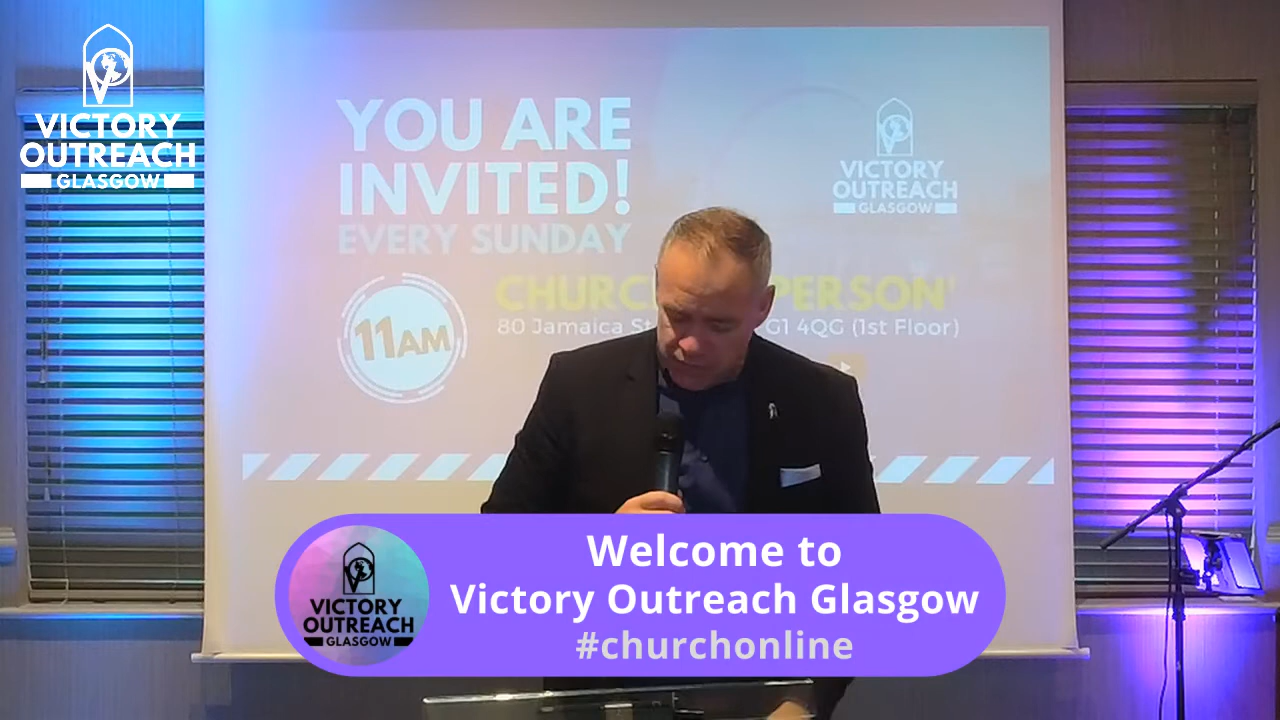 VICTORY
OUTREACH
GLASGOW
YOU ARE
INVITED!
EVERY SUNDAY
VICTORY
OUTREACH
GLASGOW
11AM
PERSON'
80 Jamaica G1 4QG (1st Floor)
Welcome to
Victory Outreach Glasgow
#churchonline
VICTORY
OUTREACH
GLASGOW